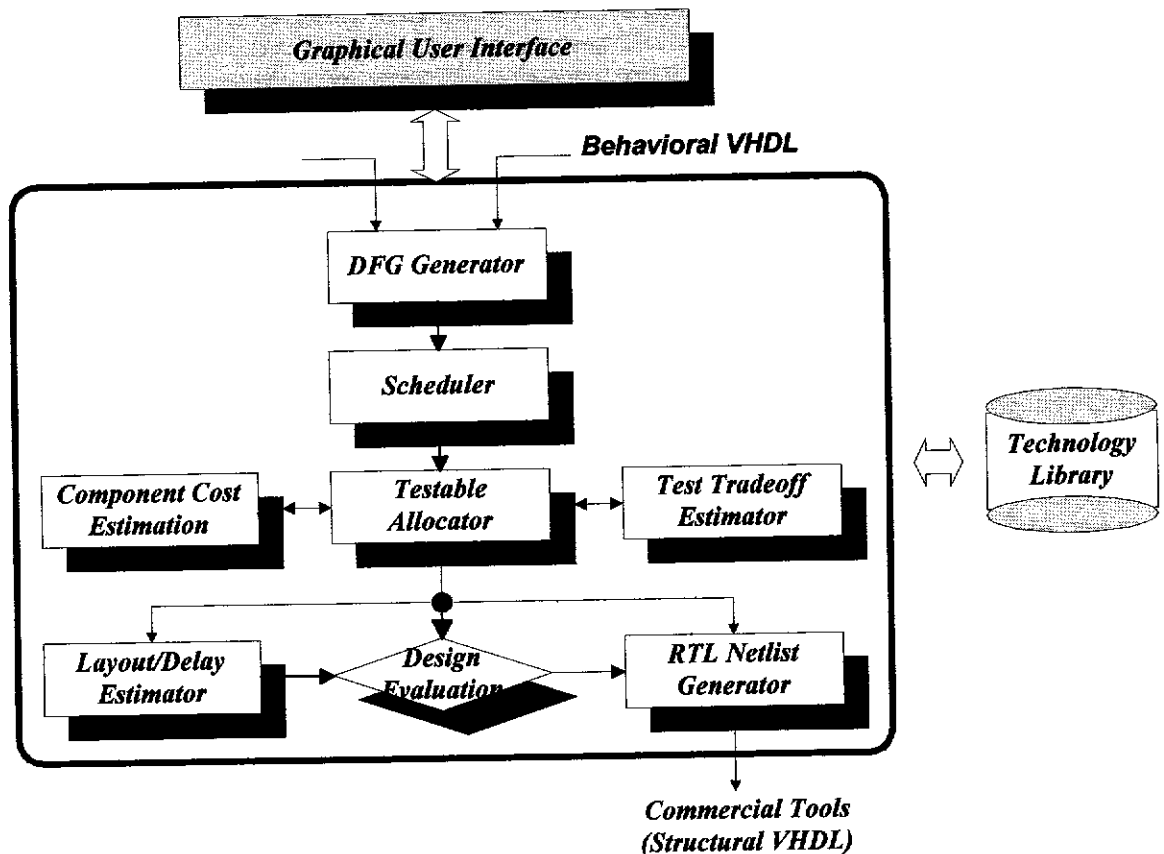 Graphical User Interface
Behavioral VHDL
DFG Generator
Scheduler
Component Cost
Estimation
Testable
Allocator
Test Tradeoff
Estimator
Technology
Library
Layout/Delay
Estimator
Design
Evaluation
RTL Netlist
Generator
Commercial Tools
(Structural VHDL)